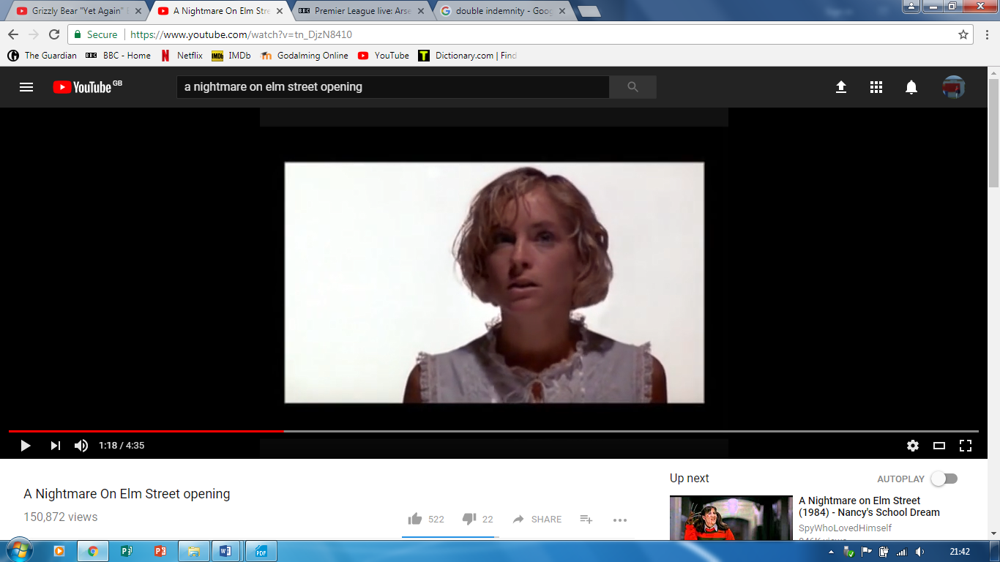 Grizzly Bear "Yet Again"
A Nightmare On Elm Stre
Premier League live: Arse
double indemnity - Goog
Secure
https://www.youtube.com/watch?v=tn_DjzN8410
The Guardian
BBC - Home
Netflix
IMDb
Godalming Online
YouTube
Dictionary.com | Find
YouTube GB
a nightmare on elm street opening
1:18 / 4:35
A Nightmare On Elm Street opening
150,872 views
522
22
SHARE
Up next
AUTOPLAY
A Nightmare on Elm Street
(1984) - Nancy's School Dream
SpyWhoLovedHimself
21:42